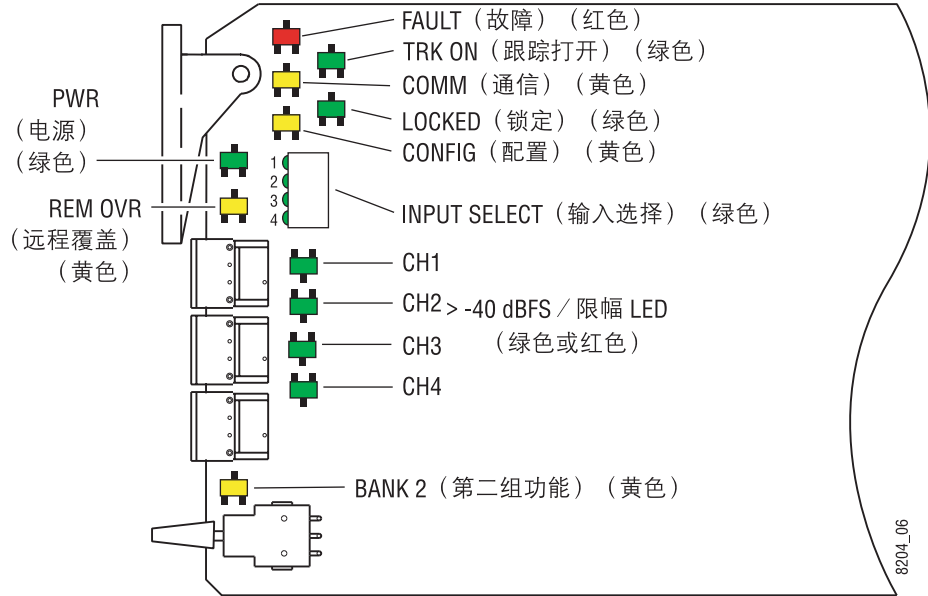 FAULT（故障）（红色）
TRK ON（跟踪打开）（绿色）
COMM（通信）（黄色）
LOCKED（锁定）（绿色）
CONFIG（配置）（黄色）
PWR
（电源）
（绿色）
REM OVR
（远程覆盖）
（黄色）
1
2
3
4
INPUT SELECT（输入选择）（绿色）
CH1
CH2 > -40 dBFS / 限幅 LED
CH3 （绿色或红色）
CH4
BANK 2（第二组功能）（黄色）
8204_06